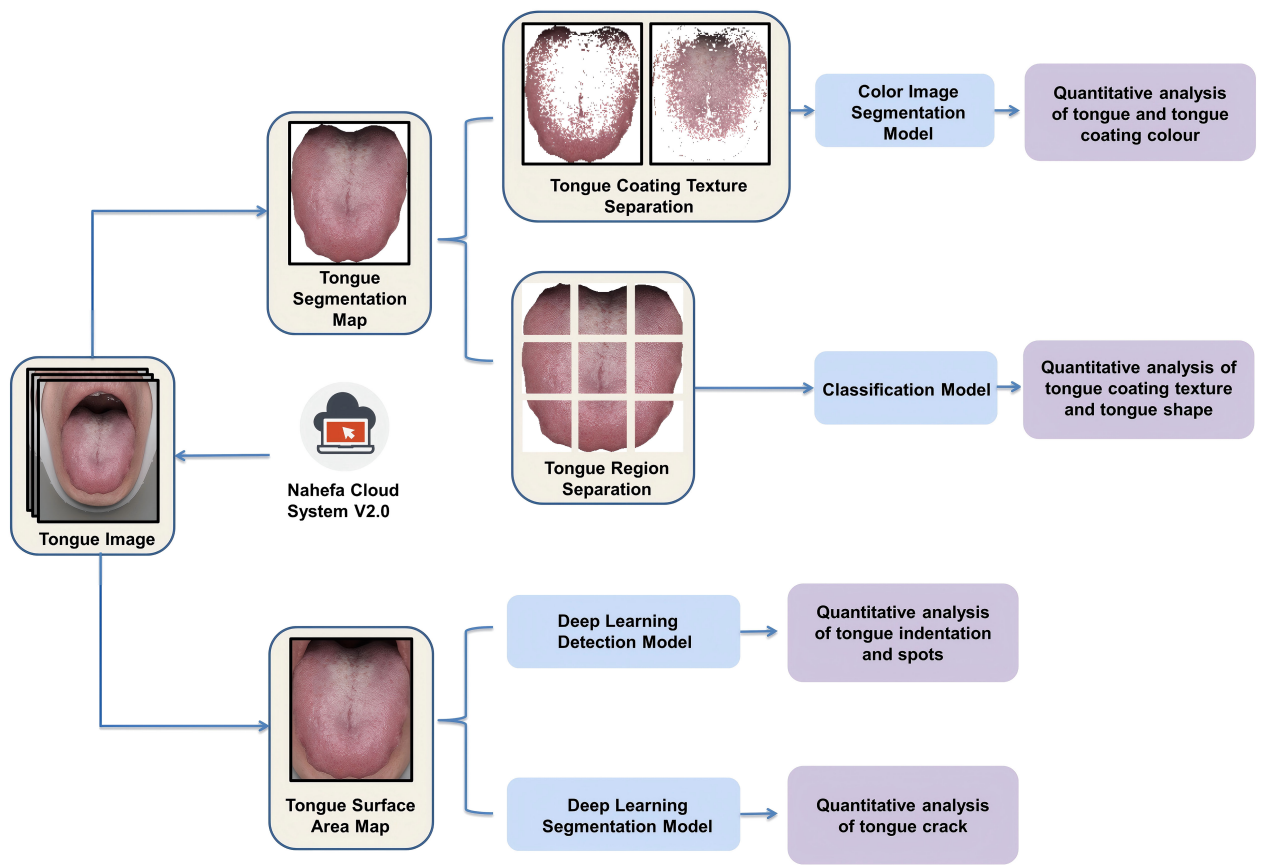 Tongue Coating Texture
Separation
Color Image
Segmentation
Model
Quantitative analysis
of tongue and tongue
coating colour
Tongue
Segmentation
Map
Tongue Region
Separation
Classification Model
Quantitative analysis of
tongue coating texture
and tongue shape
Nahefa Cloud
System V2.0
Tongue Image
Tongue Surface
Area Map
Deep Learning
Detection Model
Quantitative analysis
of tongue indentation
and spots
Deep Learning
Segmentation Model
Quantitative analysis
of tongue crack